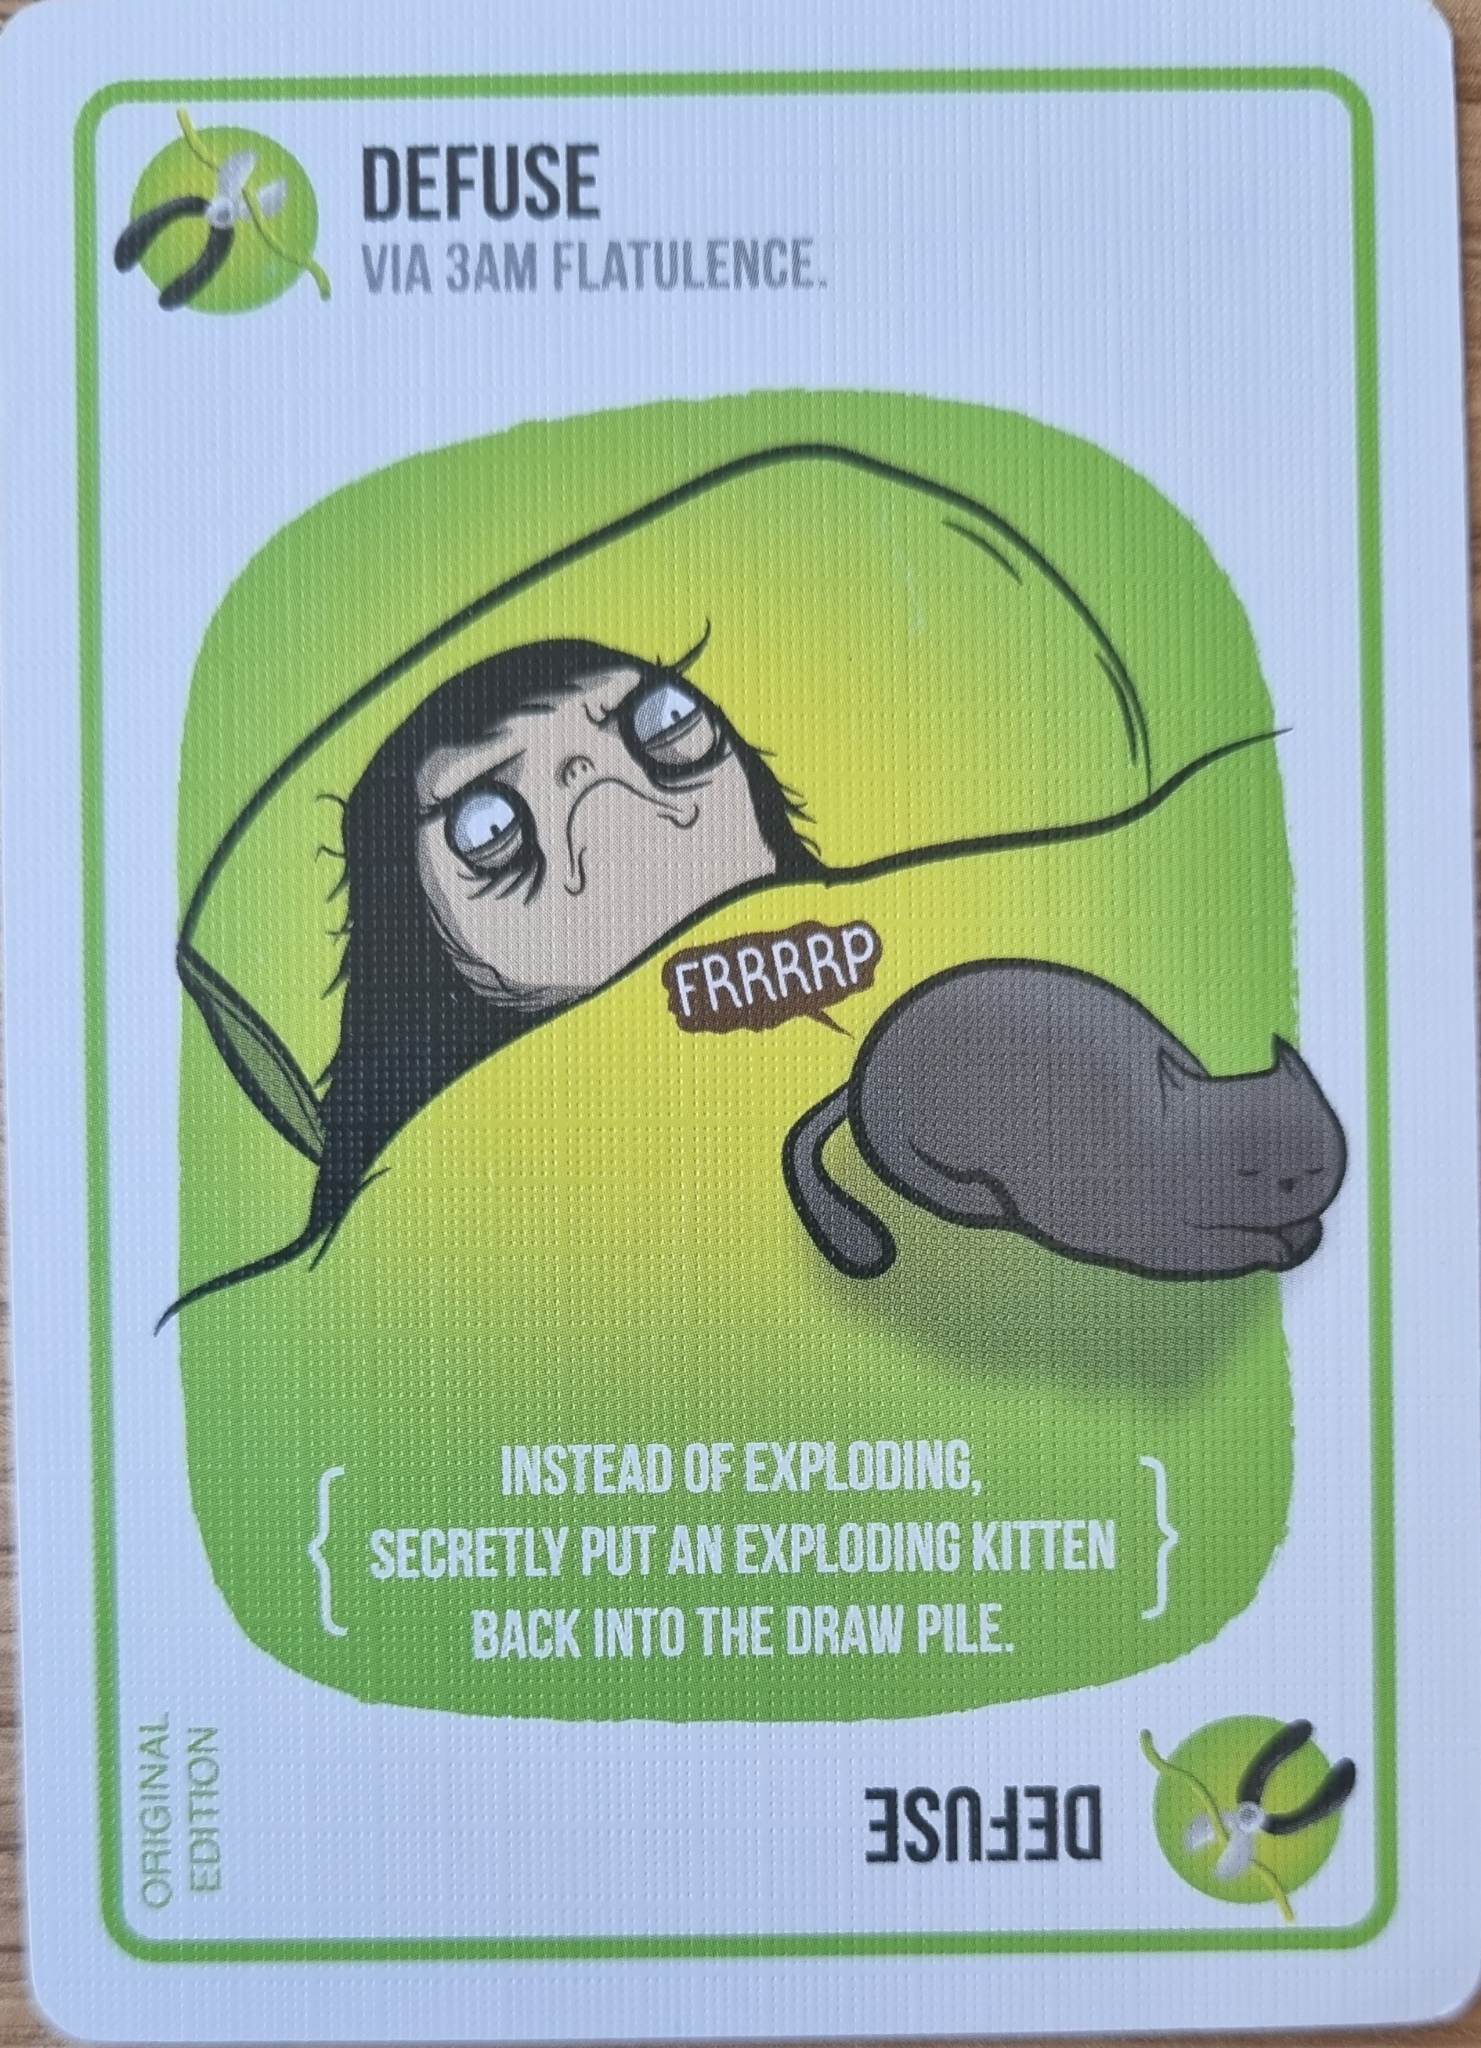 DEFUSE
VIA 3AM FLATULENCE.
FRRRRP
INSTEAD OF EXPLODING,
SECRETLY PUT AN EXPLODING KITTEN
BACK INTO THE DRAW PILE.
ORIGINAL
EDITION
DEFUSE